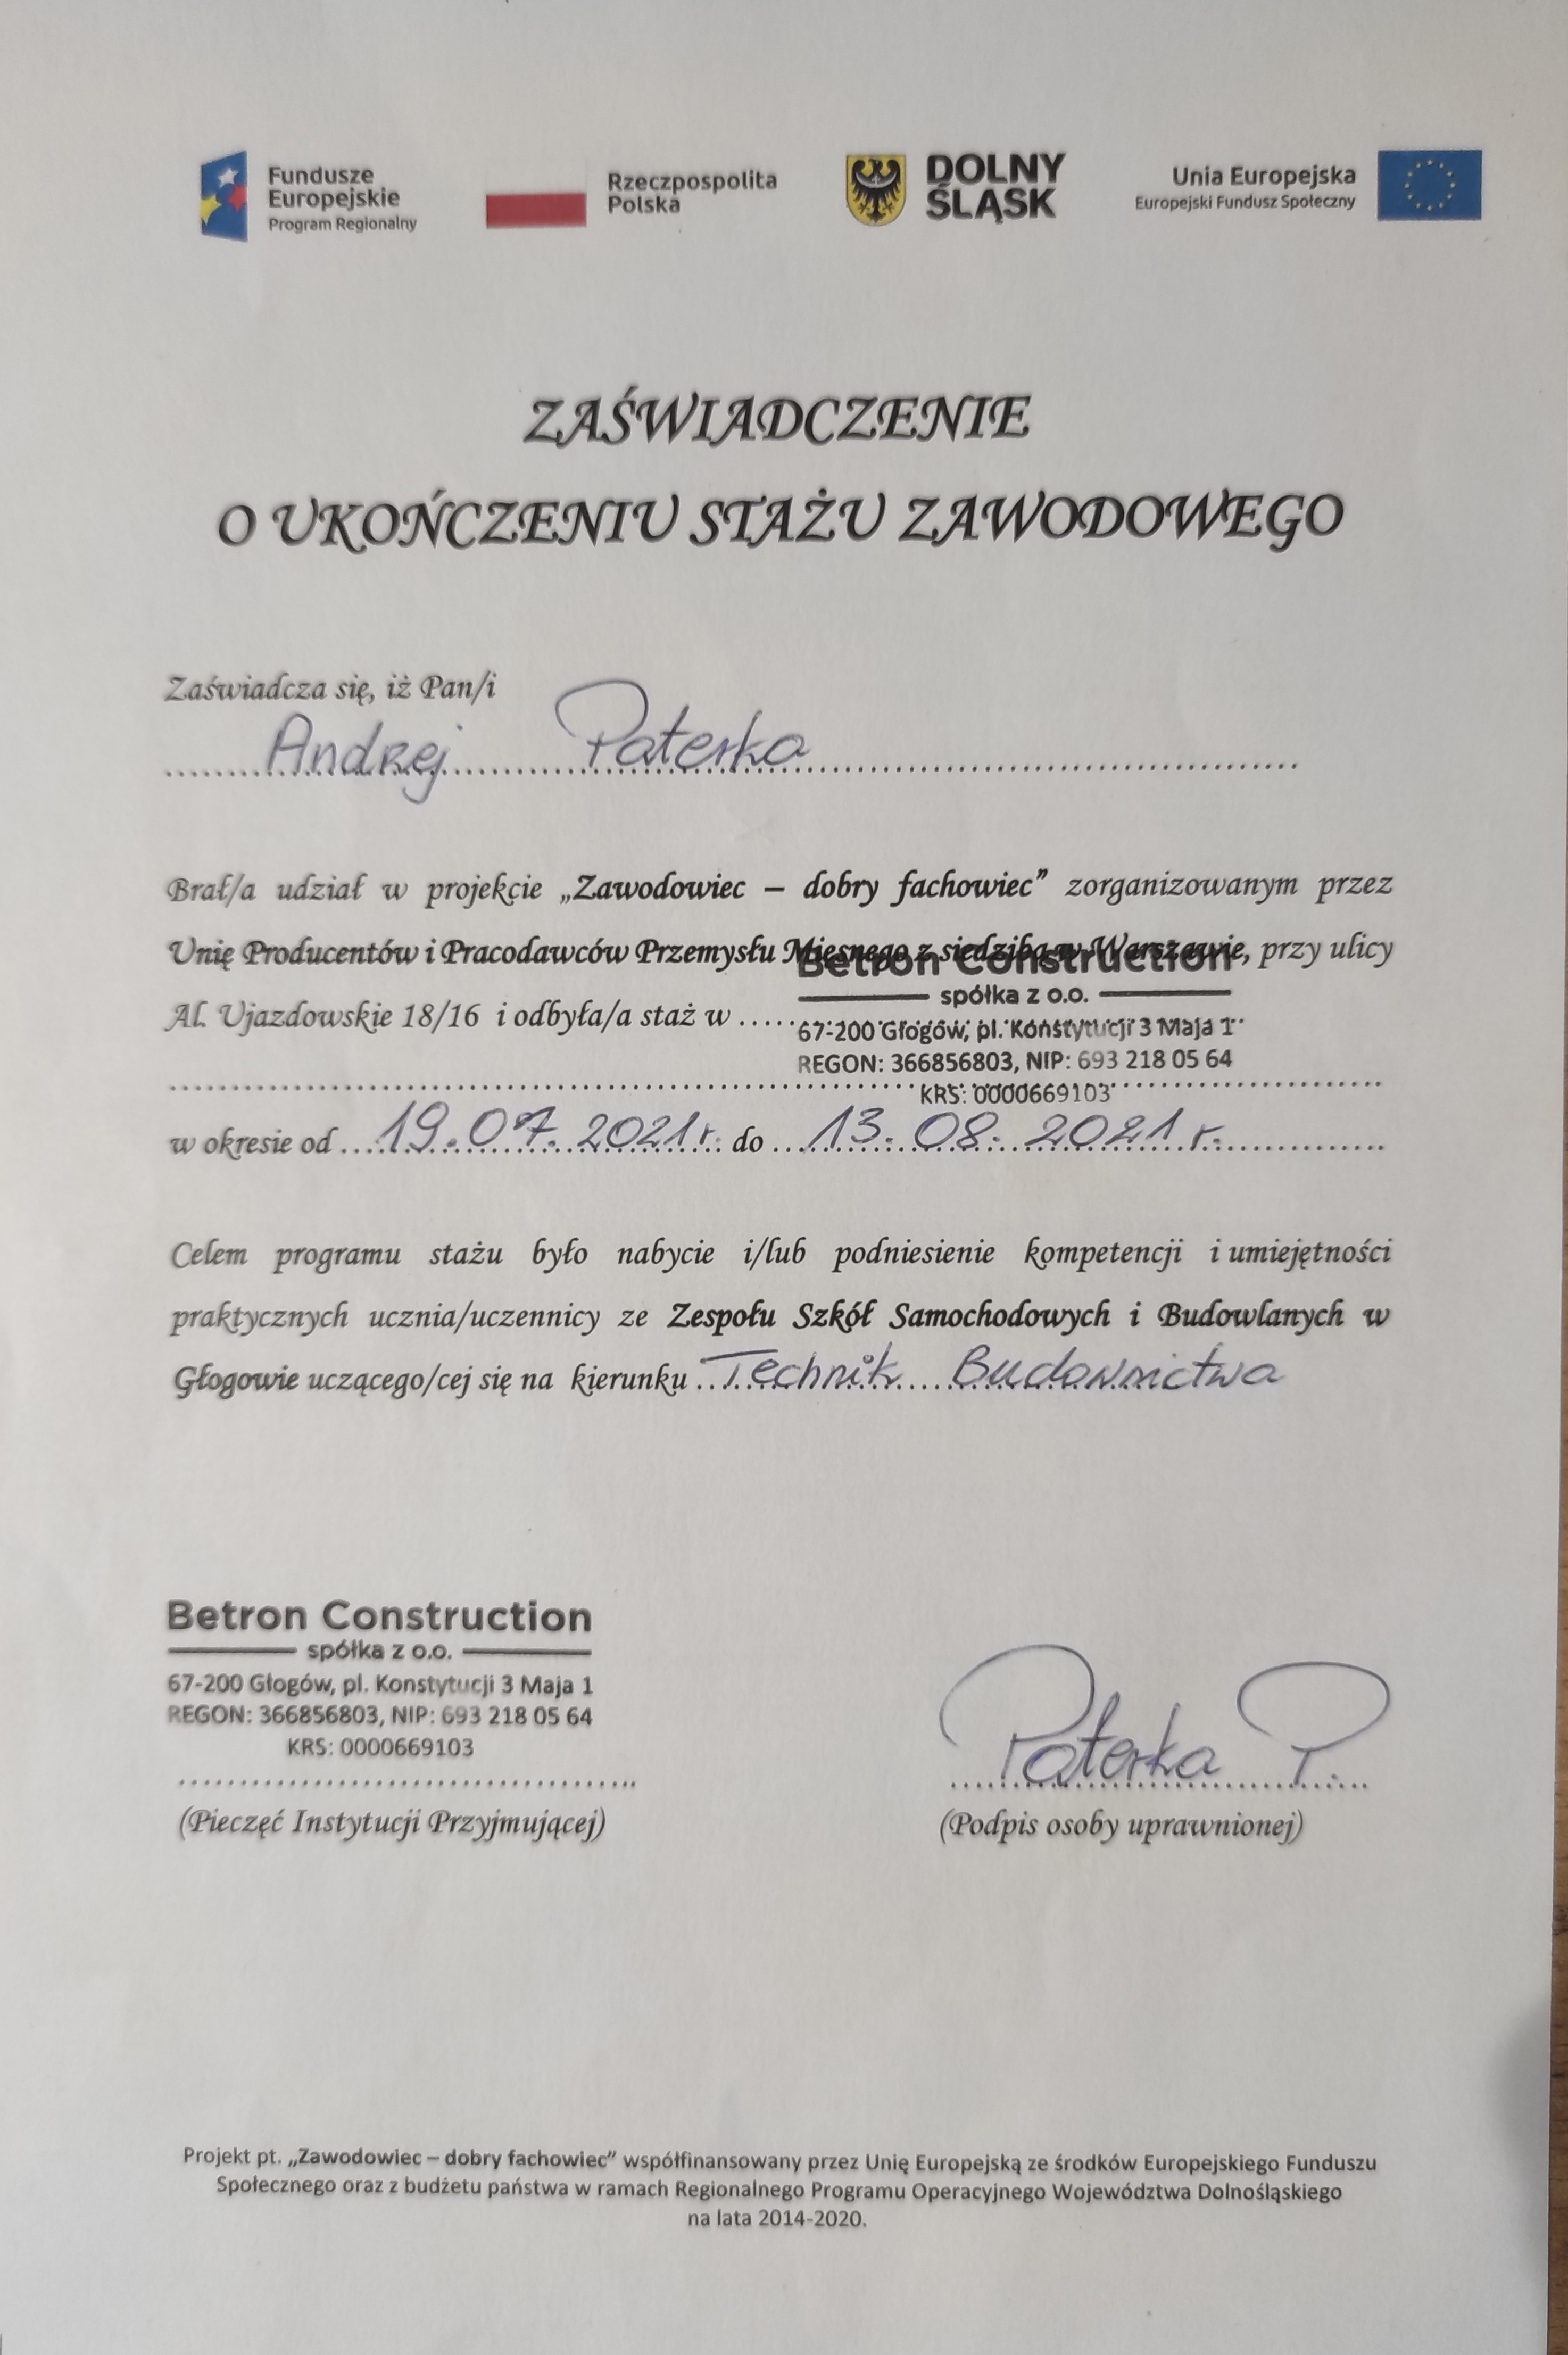 Fundusze
Europejskie
Program Regionalny
Rzeczpospolita
Polska
DOLNY
ŚLĄSK
Unia Europejska
Europejski Fundusz Społeczny
ZAŚWIADCZENIE
O UKOŃCZENIU STAŻU ZAWODOWEGO
Zaświadcza się, iż Pan/i
Andrzej Paterka
Brał/a udział w projekcie „Zawodowiec – dobry fachowiec” zorganizowanym przez
Unię Producentów i Pracodawców Przemysłu Mięsnego z siedzibą w Warszawie, przy ulicy
Betron Construction
spółka z o.o.
Al. Ujazdowskie 18/16 i odbyła/a staż w .....
67-200 Głogów, pl. Konstytucji 3 Maja 1
REGON: 366856803, NIP: 693 218 05 64
KRS: 0000669103
w okresie od 19.07.2021r. do 13.08.2021 r.
Celem programu stażu było nabycie i/lub podniesienie kompetencji i umiejętności
praktycznych ucznia/uczennicy ze Zespołu Szkół Samochodowych i Budowlanych w
Głogowie uczącego/cej się na kierunku Technik Budownictwa
Betron Construction
spółka z o.o.
67-200 Głogów, pl. Konstytucji 3 Maja 1
REGON: 366856803, NIP: 693 218 05 64
KRS: 0000669103
Paterka P.
(Pieczęć Instytucji Przyjmującej) (Podpis osoby uprawnionej)
Projekt pt. „Zawodowiec – dobry fachowiec” współfinansowany przez Unię Europejską ze środków Europejskiego Funduszu
Społecznego oraz z budżetu państwa w ramach Regionalnego Programu Operacyjnego Województwa Dolnośląskiego
na lata 2014-2020.